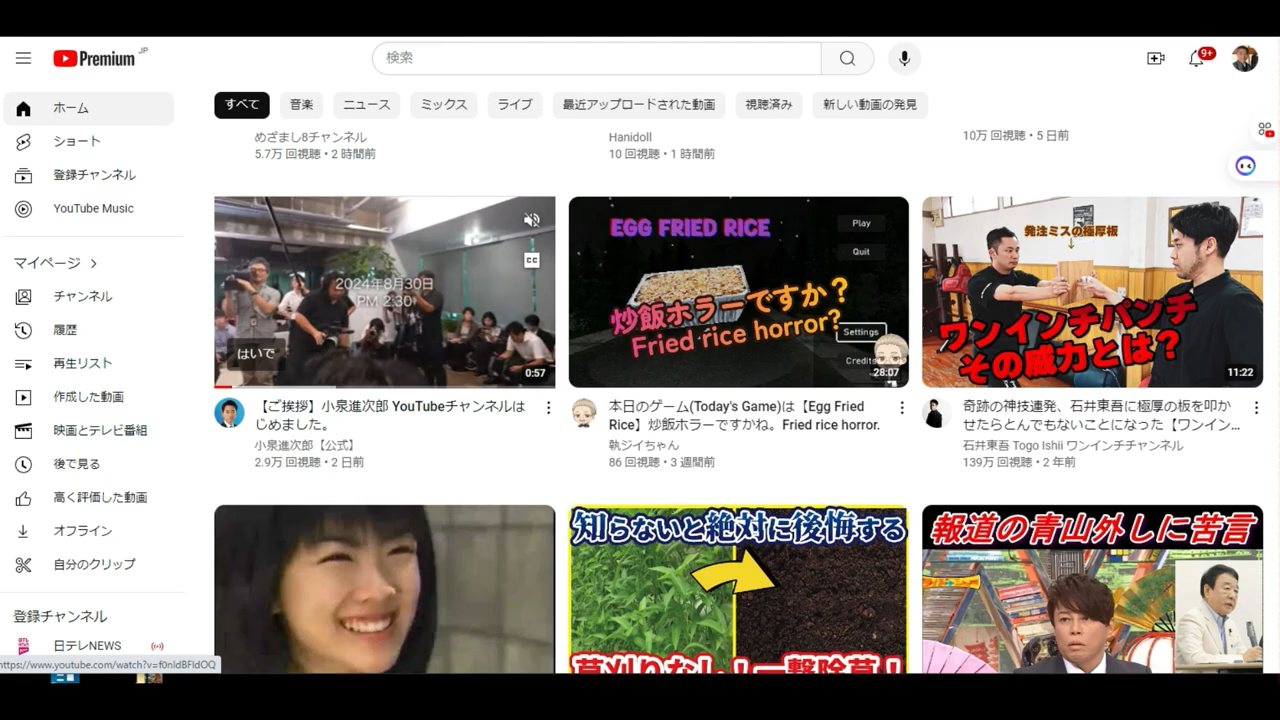 Premium JP
検索
9+
ホーム
ショート
登録チャンネル
YouTube Music
マイページ
チャンネル
履歴
再生リスト
作成した動画
映画とテレビ番組
後で見る
高く評価した動画
オフライン
自分のクリップ
登録チャンネル
日テレNEWS
https://www.youtube.com/watch?v=f0nIdBFIdOQ
すべて
音楽
ニュース
ミックス
ライブ
最近アップロードされた動画
視聴済み
新しい動画の発見
めざまし8チャンネル
5.7万 回視聴・2 時間前
Hanidoll
10 回視聴・1 時間前
10万 回視聴・5 日前
2024年8月30日
PM 2:30
はいで
CC
0:57
【ご挨拶】小泉進次郎 YouTubeチャンネルは
じめました。
小泉進次郎【公式】
2.9万 回視聴・2 日前
EGG FRIED RICE
Play
Quit
Settings
Credits
炒飯ホラーですか?
Fried rice horror?
28:07
本日のゲーム(Today's Game)は【Egg Fried
Rice】炒飯ホラーですかね。Fried rice horror.
執ジイちゃん
86 回視聴・3 週間前
発注ミスの極厚板
↓
ワンインチパンチ
その威力とは?
11:22
奇跡の神技連発、石井東吾に極厚の板を叩か
せたらとんでもないことになった【ワンイン...
石井東吾 Togo Ishii ワンインチチャンネル
139万 回視聴・2 年前
知らないと絶対に後悔する
草刈りなし!一撃除草!
報道の青山外しに苦言